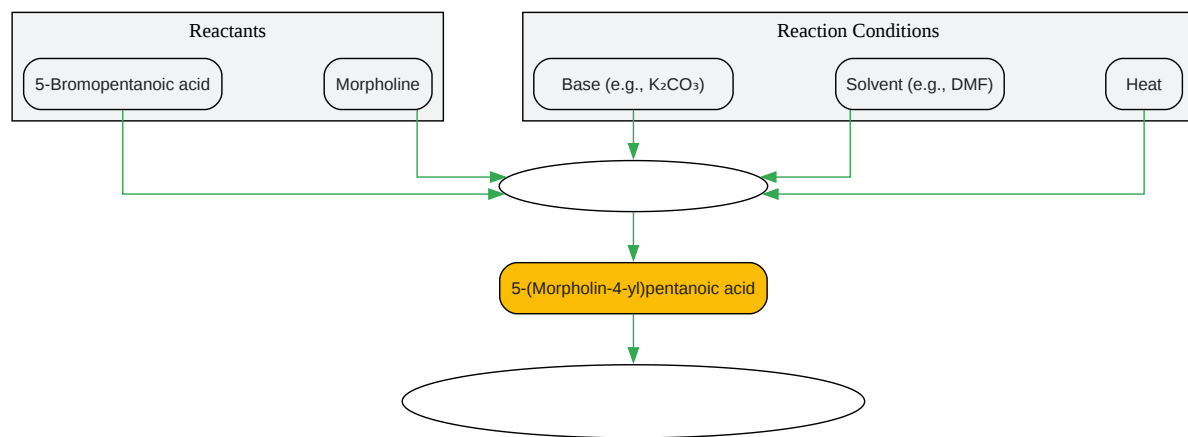 Reactants
Reaction Conditions
5-Bromopentanoic acid
Morpholine
Base (e.g., K₂CO₃)
Solvent (e.g., DMF)
Heat
5-(Morpholin-4-yl)pentanoic acid